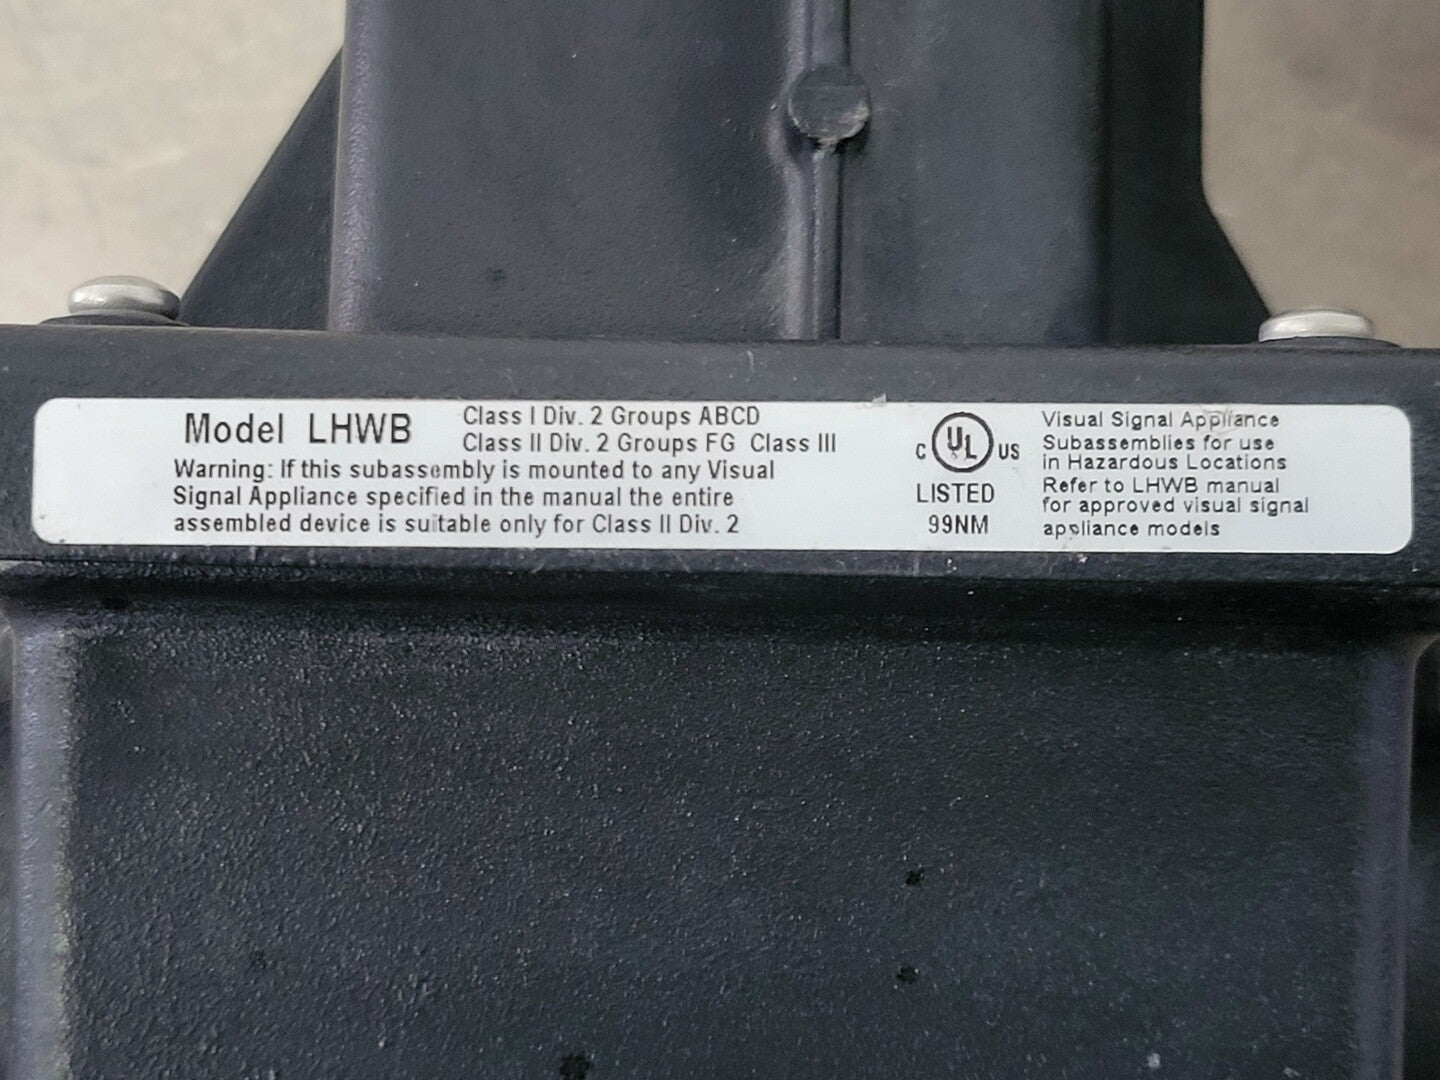 Model LHWB
Class I Div. 2 Groups ABCD
Class II Div. 2 Groups FG Class III
Warning: If this subassembly is mounted to any Visual
Signal Appliance specified in the manual the entire
assembled device is suitable only for Class II Div. 2
C UL US
LISTED
99NM
Visual Signal Appliance
Subassemblies for use
in Hazardous Locations
Refer to LHWB manual
for approved visual signal
appliance models